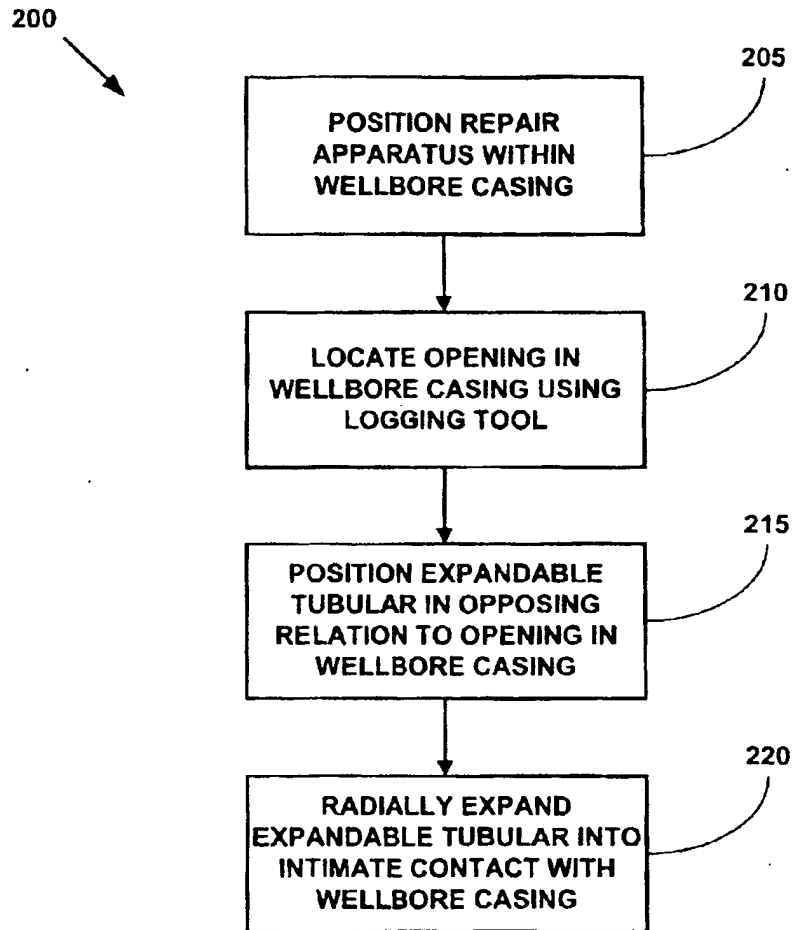 200
205
POSITION REPAIR
APPARATUS WITHIN
WELLBORE CASING
210
LOCATE OPENING IN
WELLBORE CASING USING
LOGGING TOOL
215
POSITION EXPANDABLE
TUBULAR IN OPPOSING
RELATION TO OPENING IN
WELLBORE CASING
220
RADIALLY EXPAND
EXPANDABLE TUBULAR INTO
INTIMATE CONTACT WITH
WELLBORE CASING